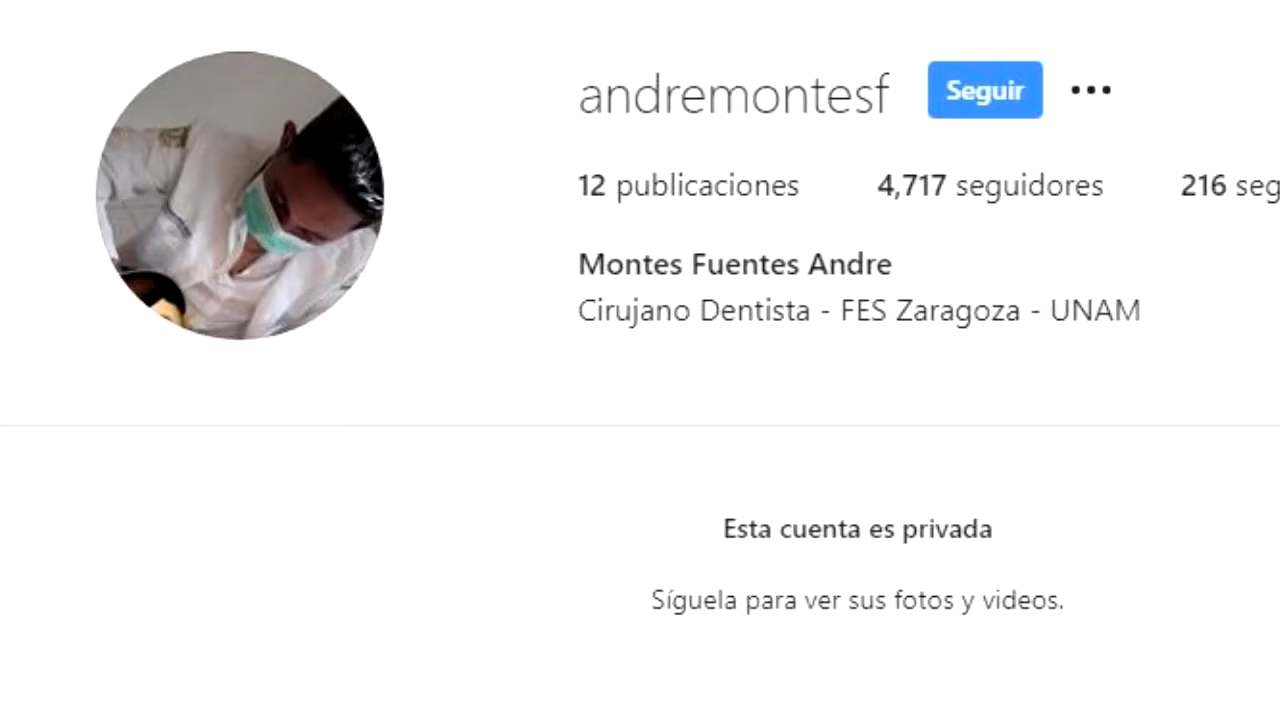 andremontesf Seguir
12 publicaciones 4,717 seguidores 216 seg
Montes Fuentes Andre
Cirujano Dentista - FES Zaragoza - UNAM
Esta cuenta es privada
Síguela para ver sus fotos y videos.